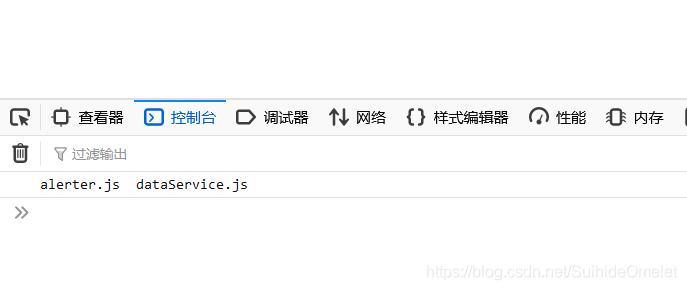 查看器 控制台 调试器 网络 样式编辑器 性能 内存
过滤输出
alerter.js dataService.js
https://blog.csdn.net/SuihideOmelet